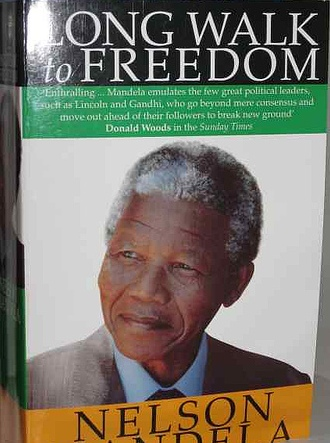 LONG WALK
to FREEDOM
'Enthralling ... Mandela emulates the few great political leaders,
such as Lincoln and Gandhi, who go beyond mere consensus and
move out ahead of their followers to break new ground'
Donald Woods in the Sunday Times
NELSON
MANDELA